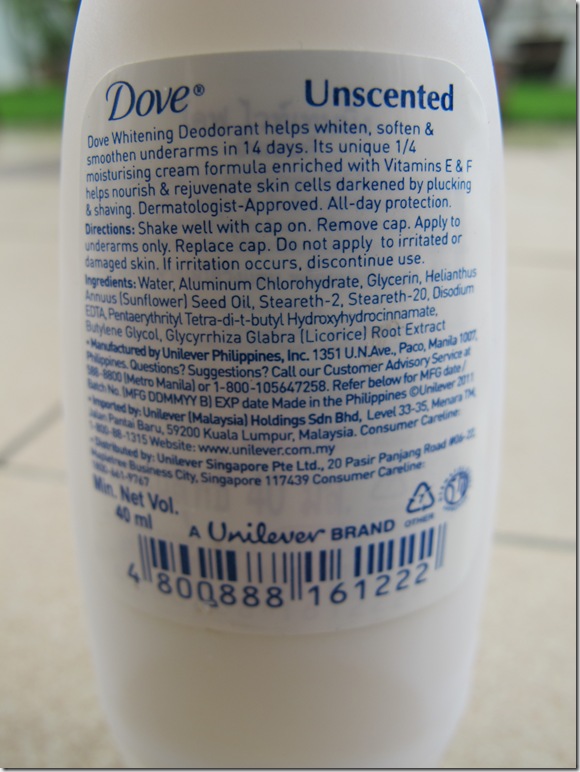 Dove® Unscented
Dove Whitening Deodorant helps whiten, soften &
smoothen underarms in 14 days. Its unique 1/4
moisturising cream formula enriched with Vitamins E & F
helps nourish & rejuvenate skin cells darkened by plucking
& shaving. Dermatologist-Approved. All-day protection.
Directions: Shake well with cap on. Remove cap. Apply to
underarms only. Replace cap. Do not apply to irritated or
damaged skin. If irritation occurs, discontinue use.
Ingredients: Water, Aluminum Chlorohydrate, Glycerin, Helianthus
Annuus (Sunflower) Seed Oil, Steareth-2, Steareth-20, Disodium
EDTA, Pentaerythrityl Tetra-di-t-butyl Hydroxyhydrocinnamate,
Butylene Glycol, Glycyrrhiza Glabra (Licorice) Root Extract
• Manufactured by Unilever Philippines, Inc. 1351 U.N.Ave., Paco, Manila 1007,
Philippines. Questions? Suggestions? Call our Customer Advisory Service at
588-8800 (Metro Manila) or 1-800-105647258. Refer below for MFG date/
Batch No. (MFG DDMMYY B) EXP date Made in the Philippines ©Unilever 2011
• Imported by: Unilever (Malaysia) Holdings Sdn Bhd, Level 33-35, Menara TM,
Jalan Pantai Baru, 59200 Kuala Lumpur, Malaysia. Consumer Careline:
1-800-88-1315 Website: www.unilever.com.my
• Distributed by: Unilever Singapore Pte Ltd., 20 Pasir Panjang Road #06-22,
Mapletree Business City, Singapore 117439 Consumer Careline:
1800-661-9767
Min. Net Vol.
40 ml
7
OTHER
A Unilever BRAND
4 800888 161222